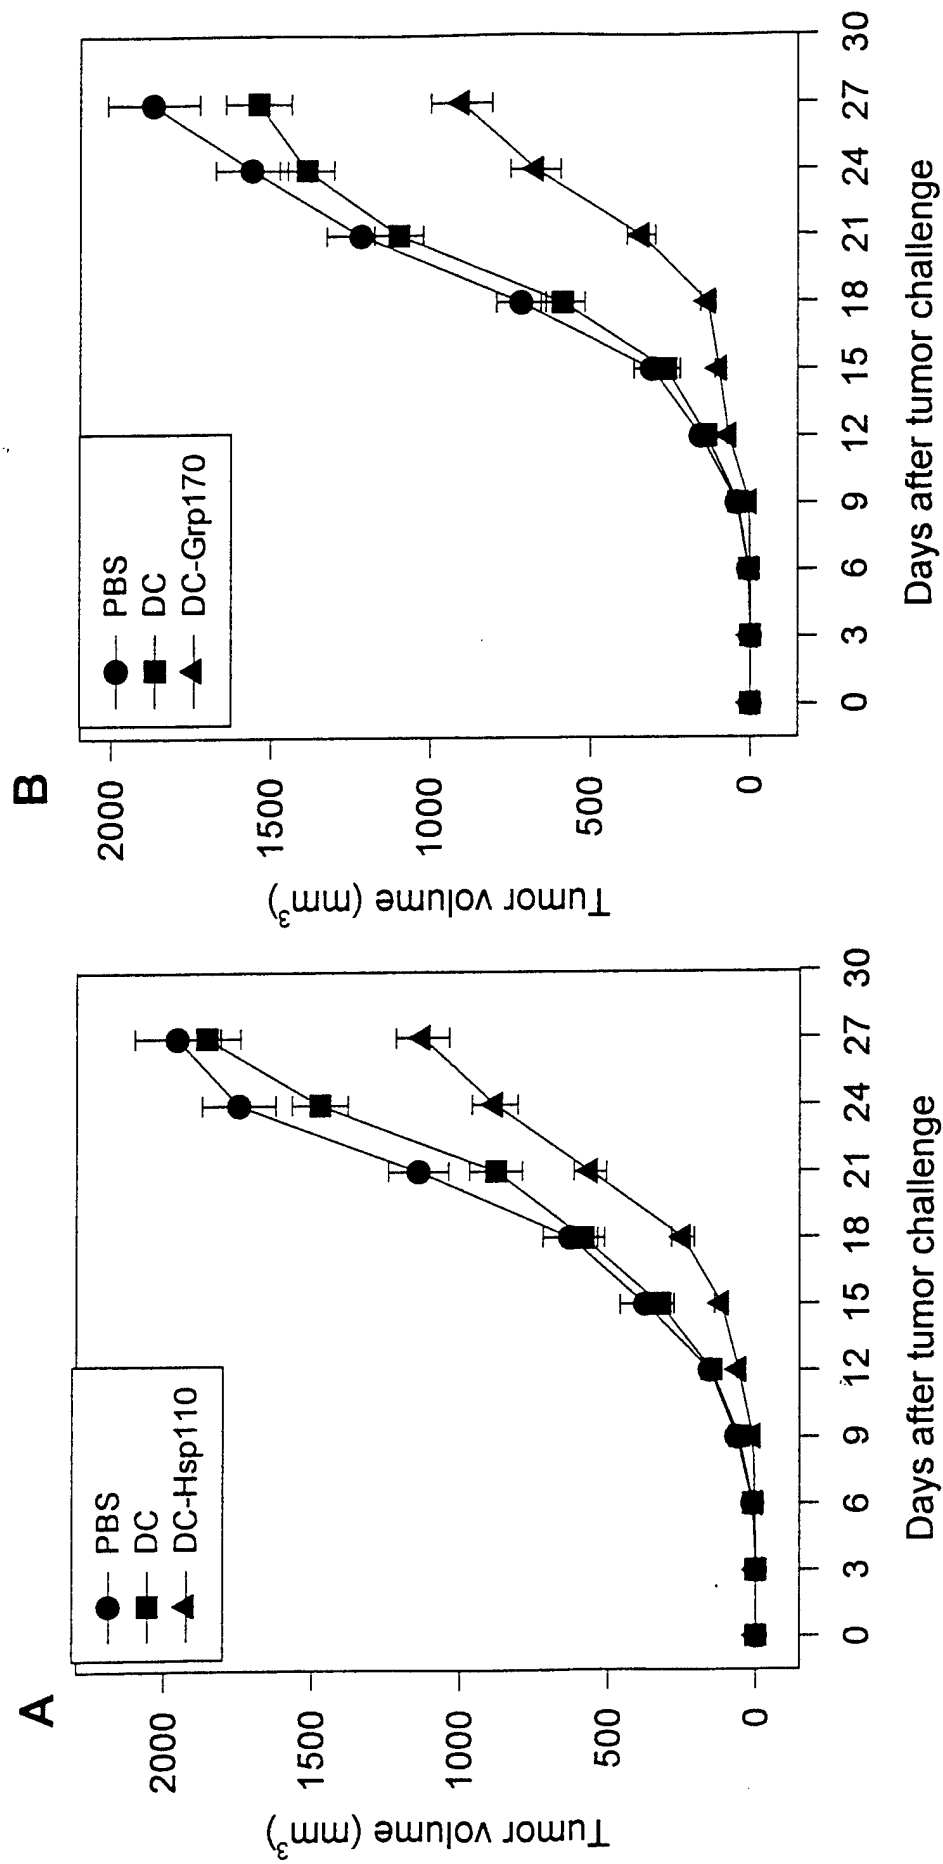 A
Tumor volume (mm³)
2000
1500
1000
500
0
PBS
DC
DC-Hsp110
0 3 6 9 12 15 18 21 24 27 30
Days after tumor challenge
B
Tumor volume (mm³)
2000
1500
1000
500
0
PBS
DC
DC-Grp170
0 3 6 9 12 15 18 21 24 27 30
Days after tumor challenge